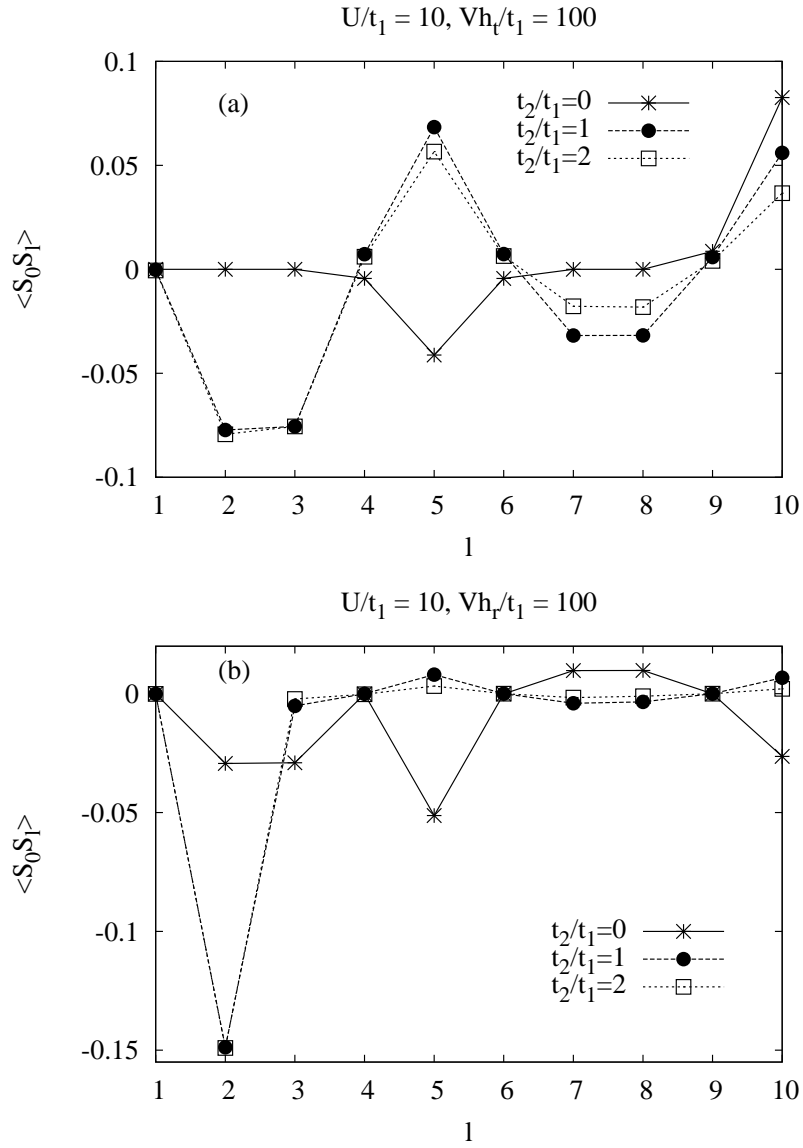 U/t₁ = 10, Vhₜ/t₁ = 100
(a)
t₂/t₁=0
t₂/t₁=1
t₂/t₁=2
0.1
0.05
0
-0.05
-0.1
<S₀Sₗ>
1 2 3 4 5 6 7 8 9 10
l
U/t₁ = 10, Vhᵣ/t₁ = 100
(b)
0
-0.05
-0.1
-0.15
<S₀Sₗ>
t₂/t₁=0
t₂/t₁=1
t₂/t₁=2
1 2 3 4 5 6 7 8 9 10
l